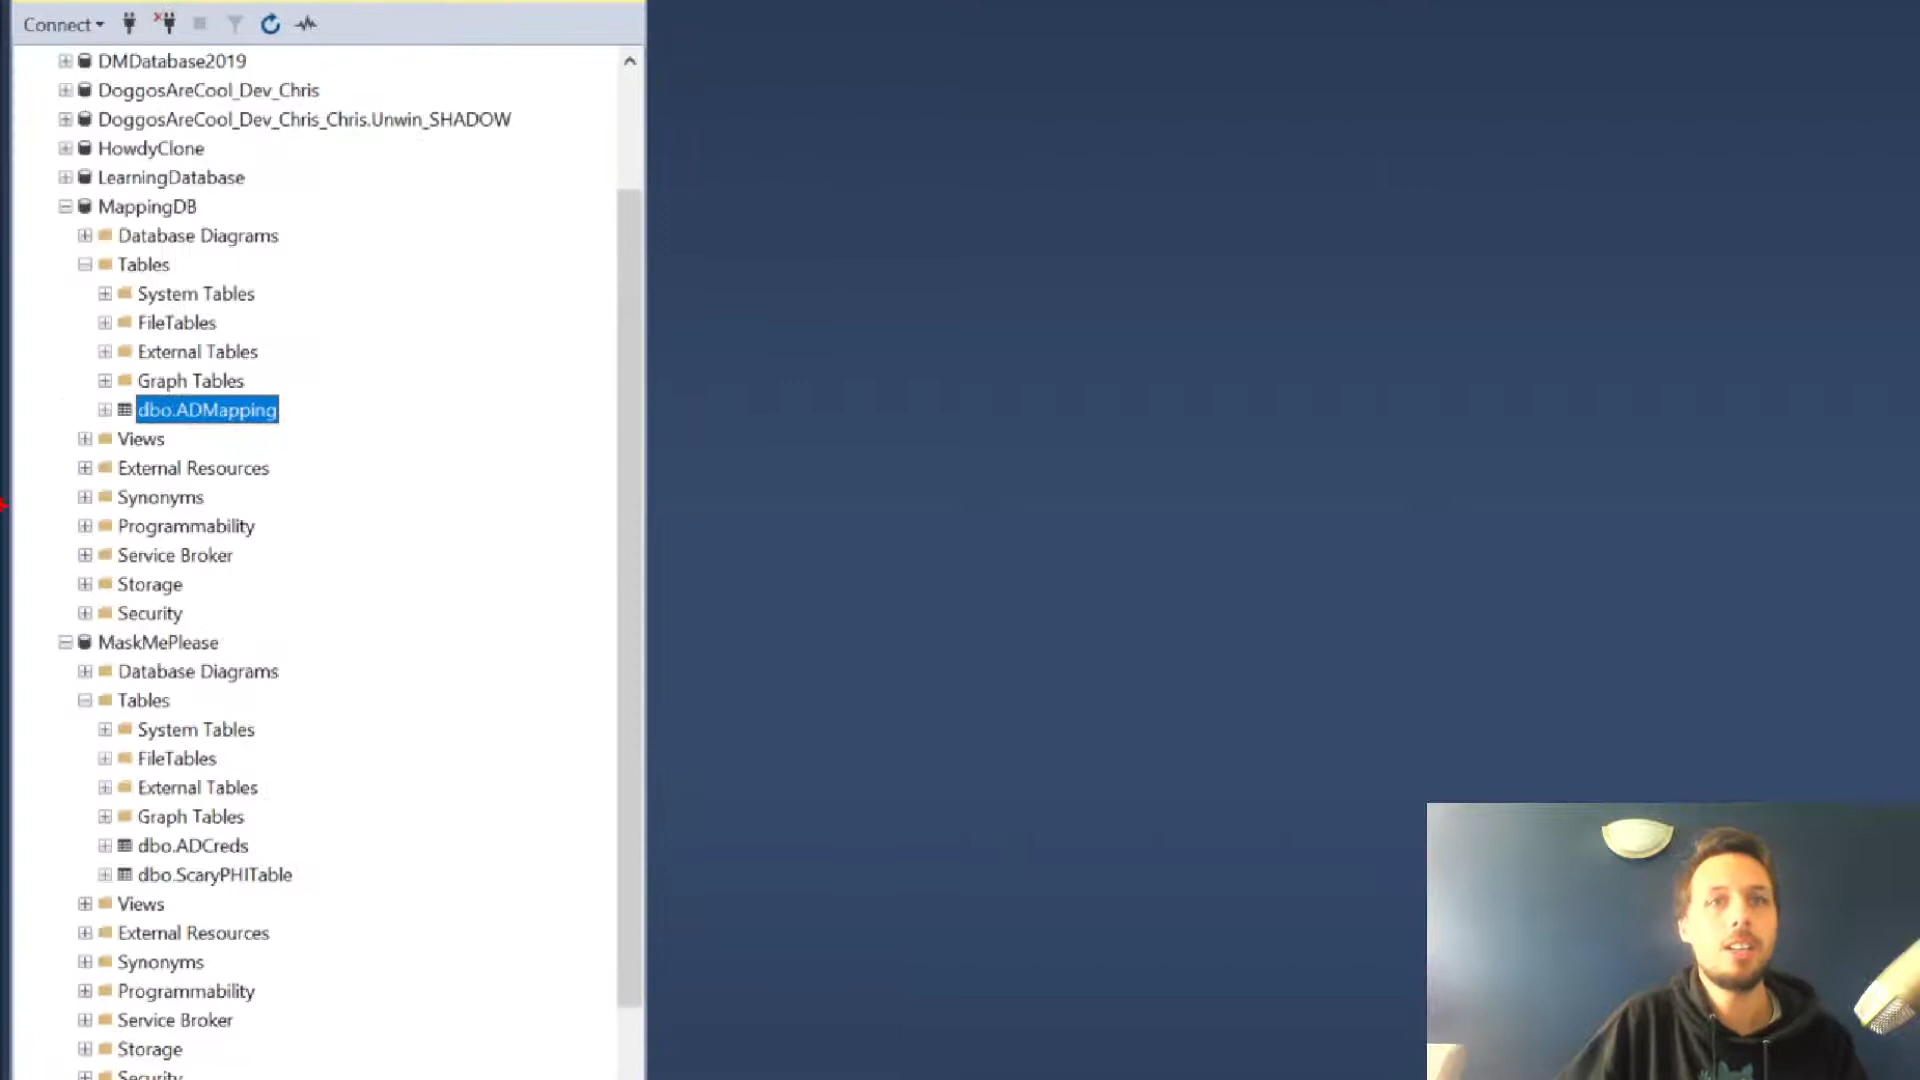 Connect
DMDatabase2019
DoggosAreCool_Dev_Chris
DoggosAreCool_Dev_Chris_Chris.Unwin_SHADOW
HowdyClone
LearningDatabase
MappingDB
Database Diagrams
Tables
System Tables
FileTables
External Tables
Graph Tables
dbo.ADMapping
Views
External Resources
Synonyms
Programmability
Service Broker
Storage
Security
MaskMePlease
Database Diagrams
Tables
System Tables
FileTables
External Tables
Graph Tables
dbo.ADCreds
dbo.ScaryPHITable
Views
External Resources
Synonyms
Programmability
Service Broker
Storage
Security